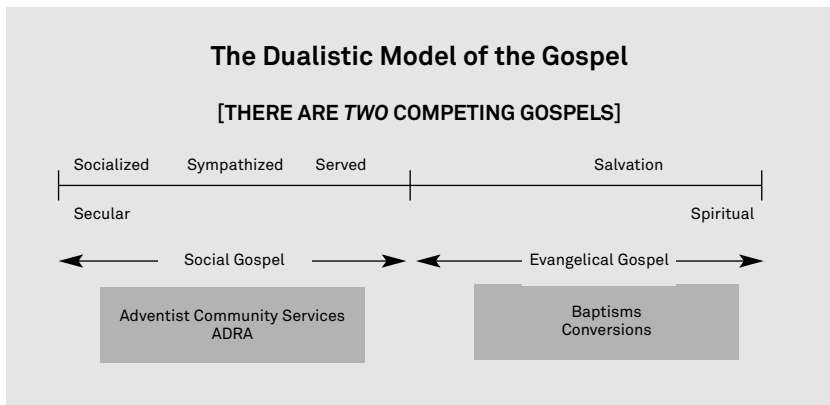 The Dualistic Model of the Gospel
[THERE ARE TWO COMPETING GOSPELS]
Socialized Sympathized Served Salvation
Secular Spiritual
Social Gospel Evangelical Gospel
Adventist Community Services
ADRA
Baptisms
Conversions